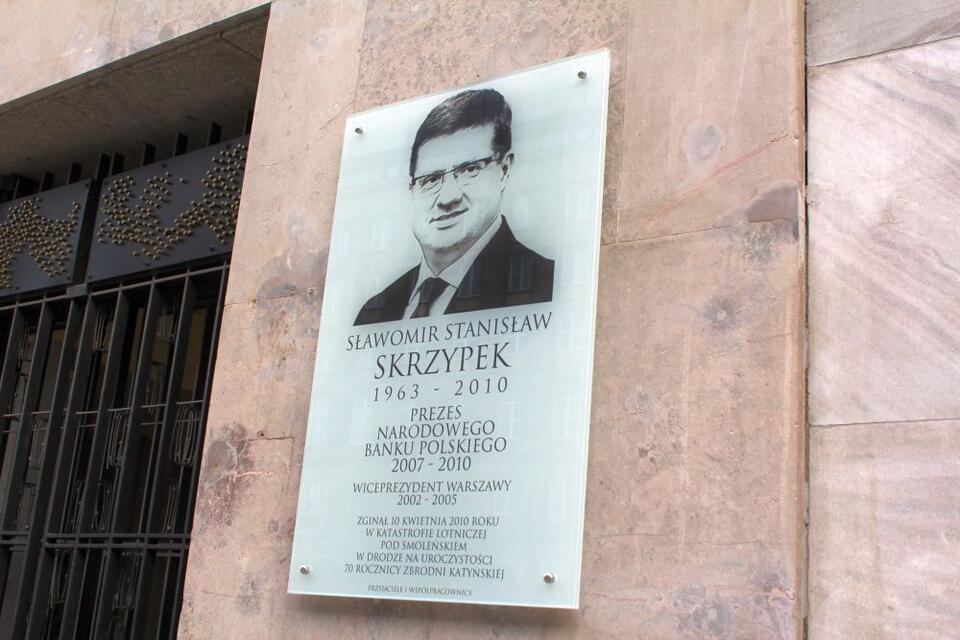 SŁAWOMIR STANISŁAW
SKRZYPEK
1963 - 2010
PREZES
NARODOWEGO
BANKU POLSKIEGO
2007 - 2010
WICEPREZYDENT WARSZAWY
2002 - 2005
ZGINĄŁ 10 KWIETNIA 2010 ROKU
W KATASTROFIE LOTNICZEJ
POD SMOLEŃSKIEM
W DRODZE NA UROCZYSTOŚCI
70 ROCZNICY ZBRODNI KATYŃSKIEJ
PRZYJACIELE I WSPÓŁPRACOWNICY